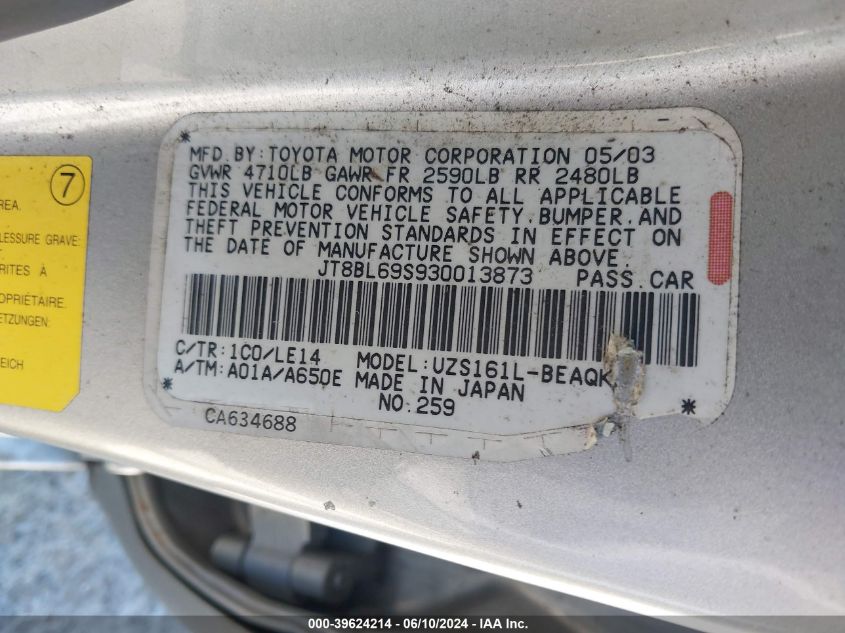 7
REA.
LESSURE GRAVE
RITES À
OPRIÉTAIRE.
ETZUNGEN
REICH
MFD.BY:TOYOTA MOTOR CORPORATION 05/03
GVWR 4710LB GAWR FR 2590LB RR 2480LB
THIS VEHICLE CONFORMS TO ALL APPLICABLE
FEDERAL MOTOR VEHICLE SAFETY,BUMPER,AND
THEFT PREVENTION STANDARDS IN EFFECT ON
THE DATE OF MANUFACTURE SHOWN ABOVE.
JT8BL69S930013873 PASS.CAR
C/TR:1C0/LE14 MODEL:UZS161L-BEAQK
A/TM:A01A/A650E MADE IN JAPAN
NO.259
CA634688
000-39624214 - 06/10/2024 - IAA Inc.